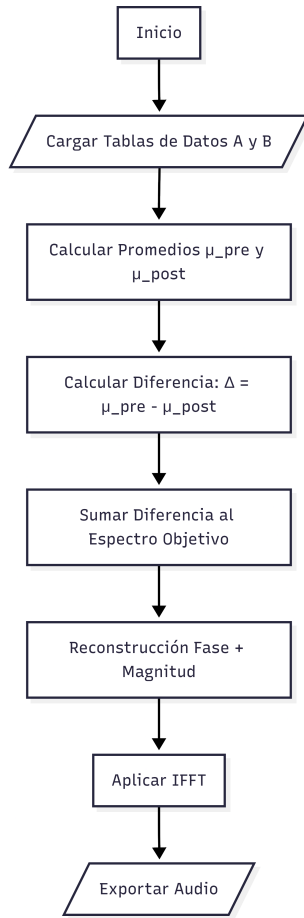 Inicio
Cargar Tablas de Datos A y B
Calcular Promedios μ_pre y
μ_post
Calcular Diferencia: Δ =
μ_pre - μ_post
Sumar Diferencia al
Espectro Objetivo
Reconstrucción Fase +
Magnitud
Aplicar IFFT
Exportar Audio